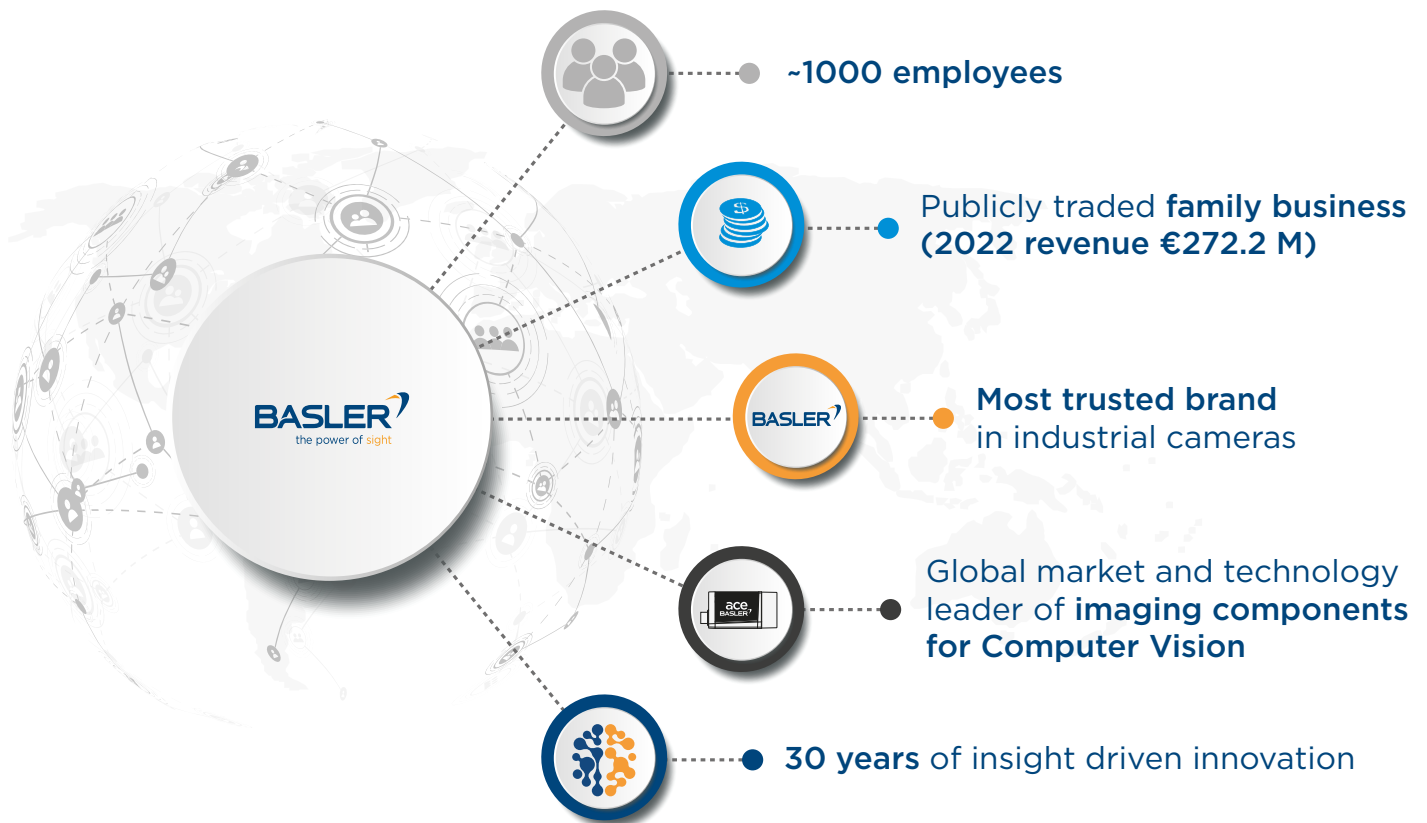 ~1000 employees
Publicly traded family business
(2022 revenue €272.2 M)
BASLER
the power of sight
BASLER
Most trusted brand
in industrial cameras
ace
BASLER
Global market and technology
leader of imaging components
for Computer Vision
30 years of insight driven innovation
$